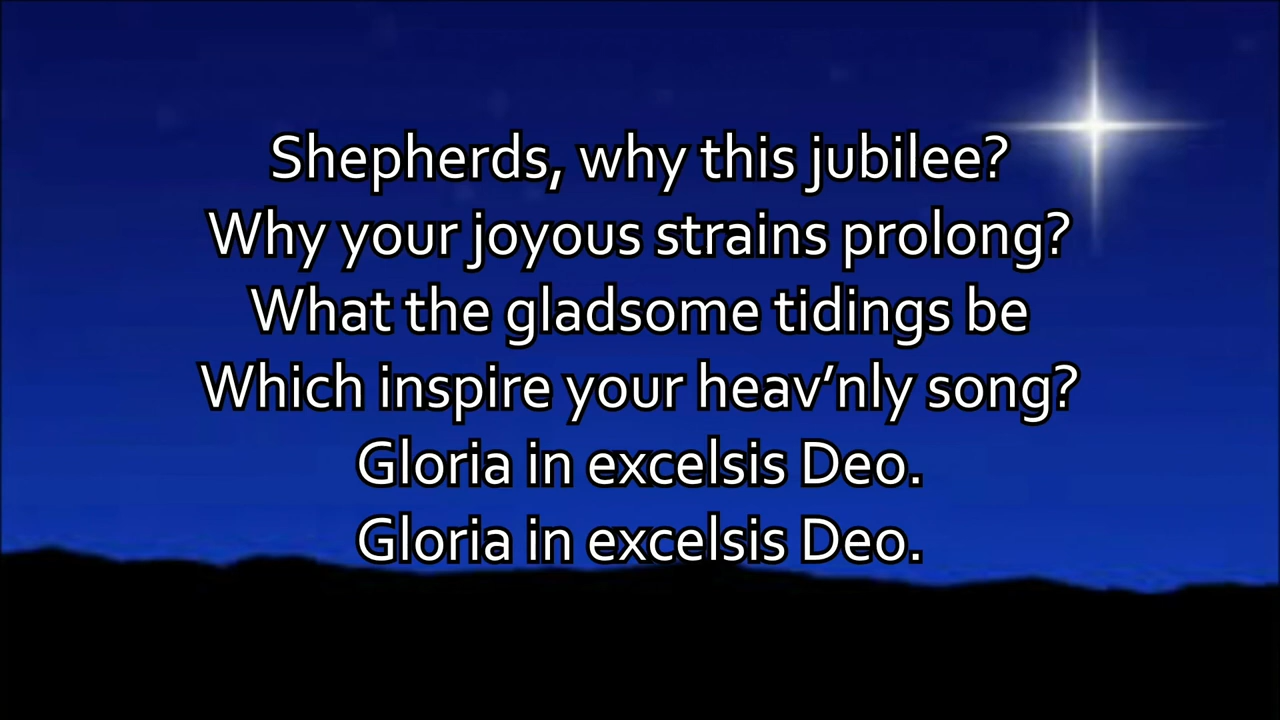 Shepherds, why this jubilee?
Why your joyous strains prolong?
What the gladsome tidings be
Which inspire your heav’nly song?
Gloria in excelsis Deo.
Gloria in excelsis Deo.